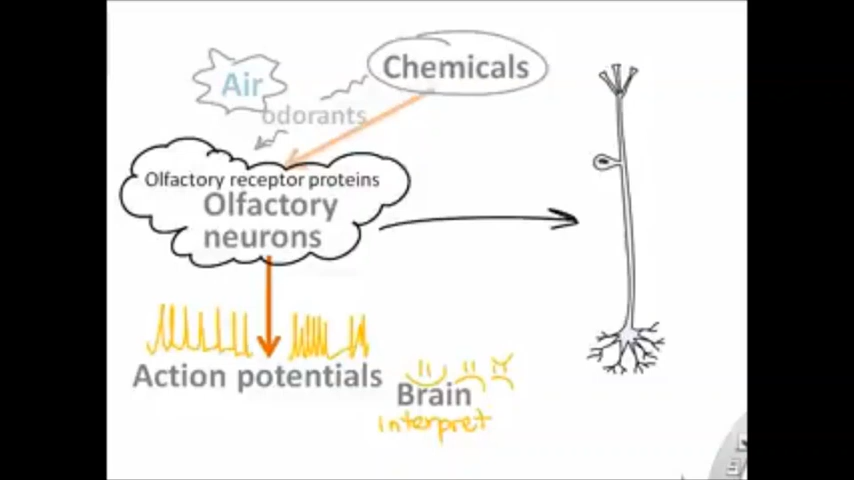 Chemicals
Air
odorants
Olfactory receptor proteins
Olfactory
neurons
Action potentials
Brain
interpret